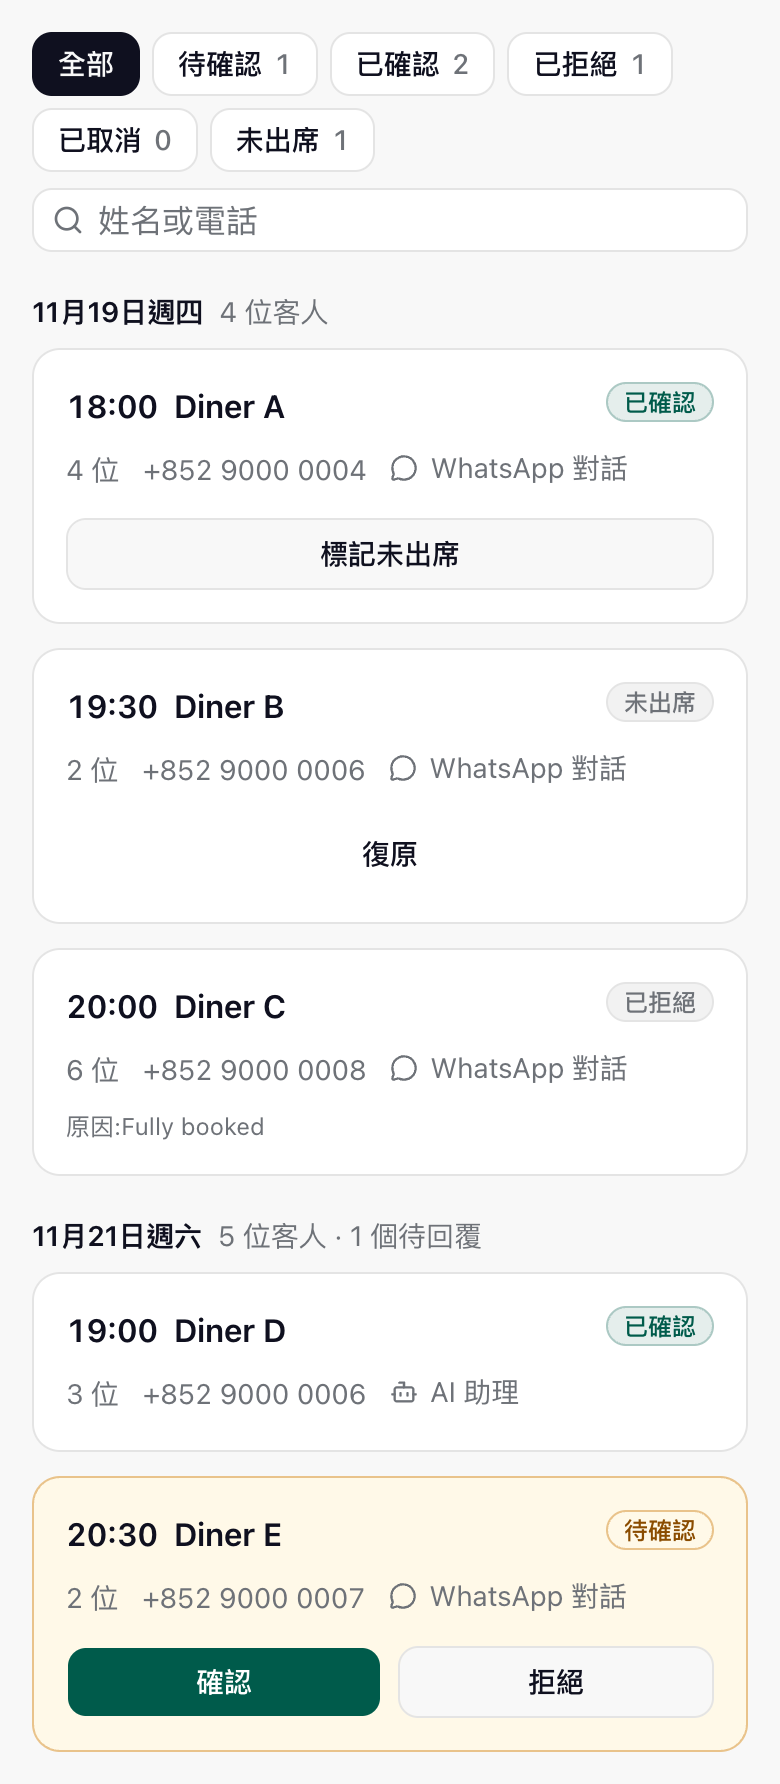 全部 待確認 1 已確認 2 已拒絕 1
已取消 0 未出席 1
姓名或電話
11月19日週四 4 位客人
18:00 Diner A 已確認
4 位 +852 9000 0004 WhatsApp 對話
標記未出席
19:30 Diner B 未出席
2 位 +852 9000 0006 WhatsApp 對話
復原
20:00 Diner C 已拒絕
6 位 +852 9000 0008 WhatsApp 對話
原因:Fully booked
11月21日週六 5 位客人 · 1 個待回覆
19:00 Diner D 已確認
3 位 +852 9000 0006 AI 助理
20:30 Diner E 待確認
2 位 +852 9000 0007 WhatsApp 對話
確認 拒絕